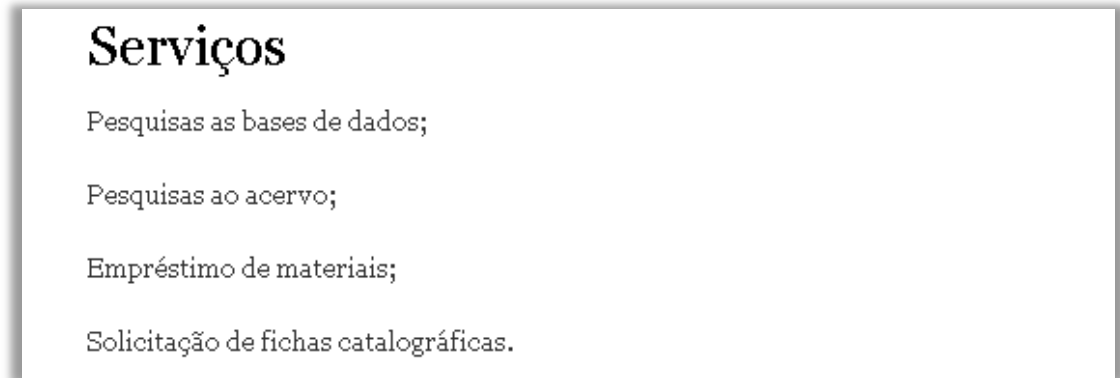 Serviços
Pesquisas as bases de dados;
Pesquisas ao acervo;
Empréstimo de materiais;
Solicitação de fichas catalográficas.